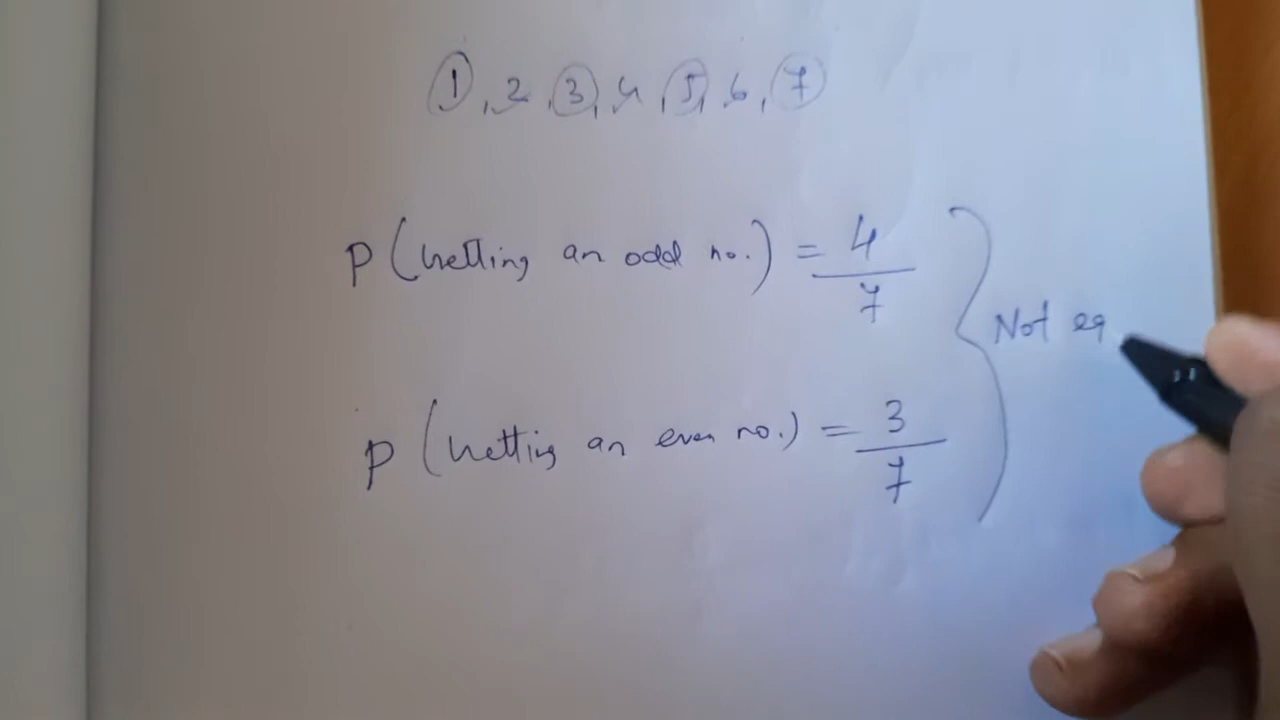 1, 2, 3, 4, 5, 6, 7
P (Getting an odd no.) = 4/7
P (Getting an even no.) = 3/7
Not eq